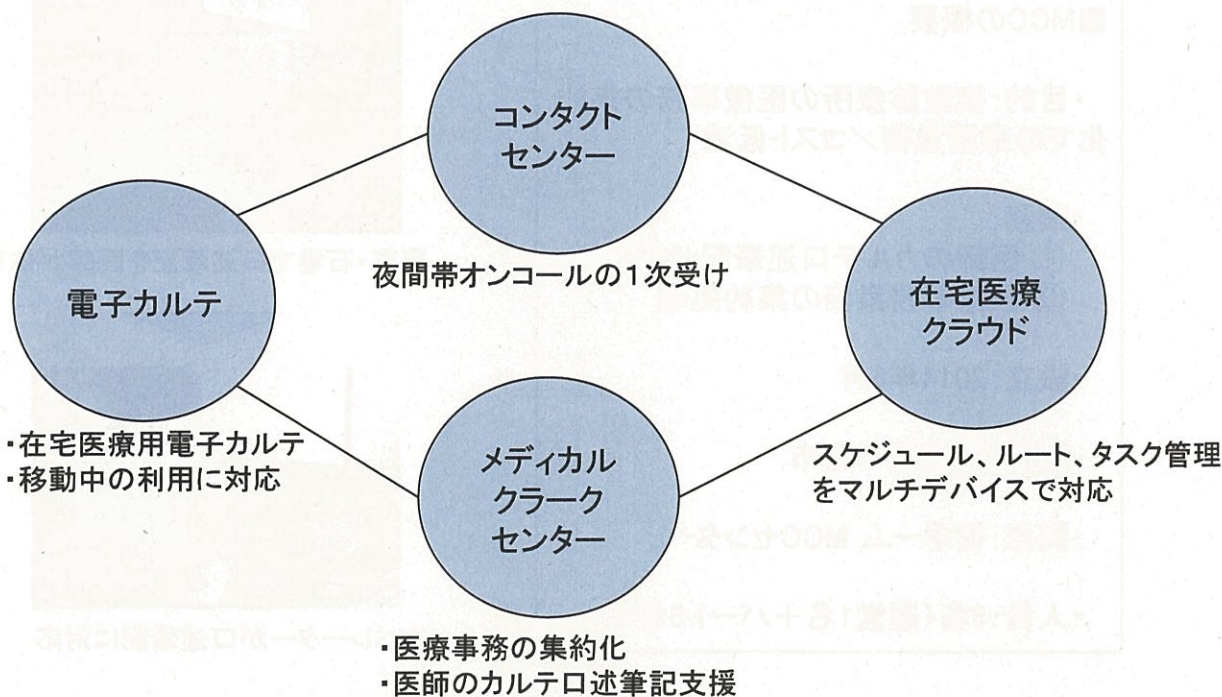 コンタクト
センター
夜間帯オンコールの1次受け
電子カルテ
・在宅医療用電子カルテ
・移動中の利用に対応
在宅医療
クラウド
スケジュール、ルート、タスク管理
をマルチデバイスで対応
メディカル
クラーク
センター
・医療事務の集約化
・医師のカルテ口述筆記支援